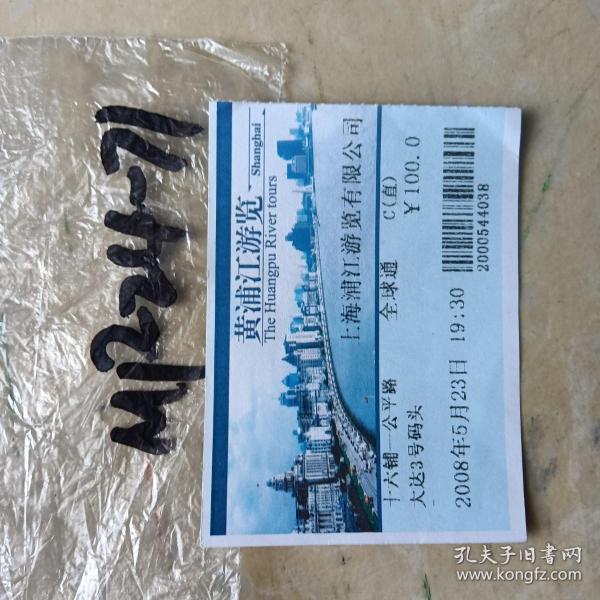 M1224-71
黄浦江游览
The Huangpu River tours
Shanghai
上海浦江游览有限公司
十六铺—公平路 全球通 C(直)
大达3号码头 ￥100.0
2008年5月23日 19:30
2000544038
孔夫子旧书网
www.kongfz.com